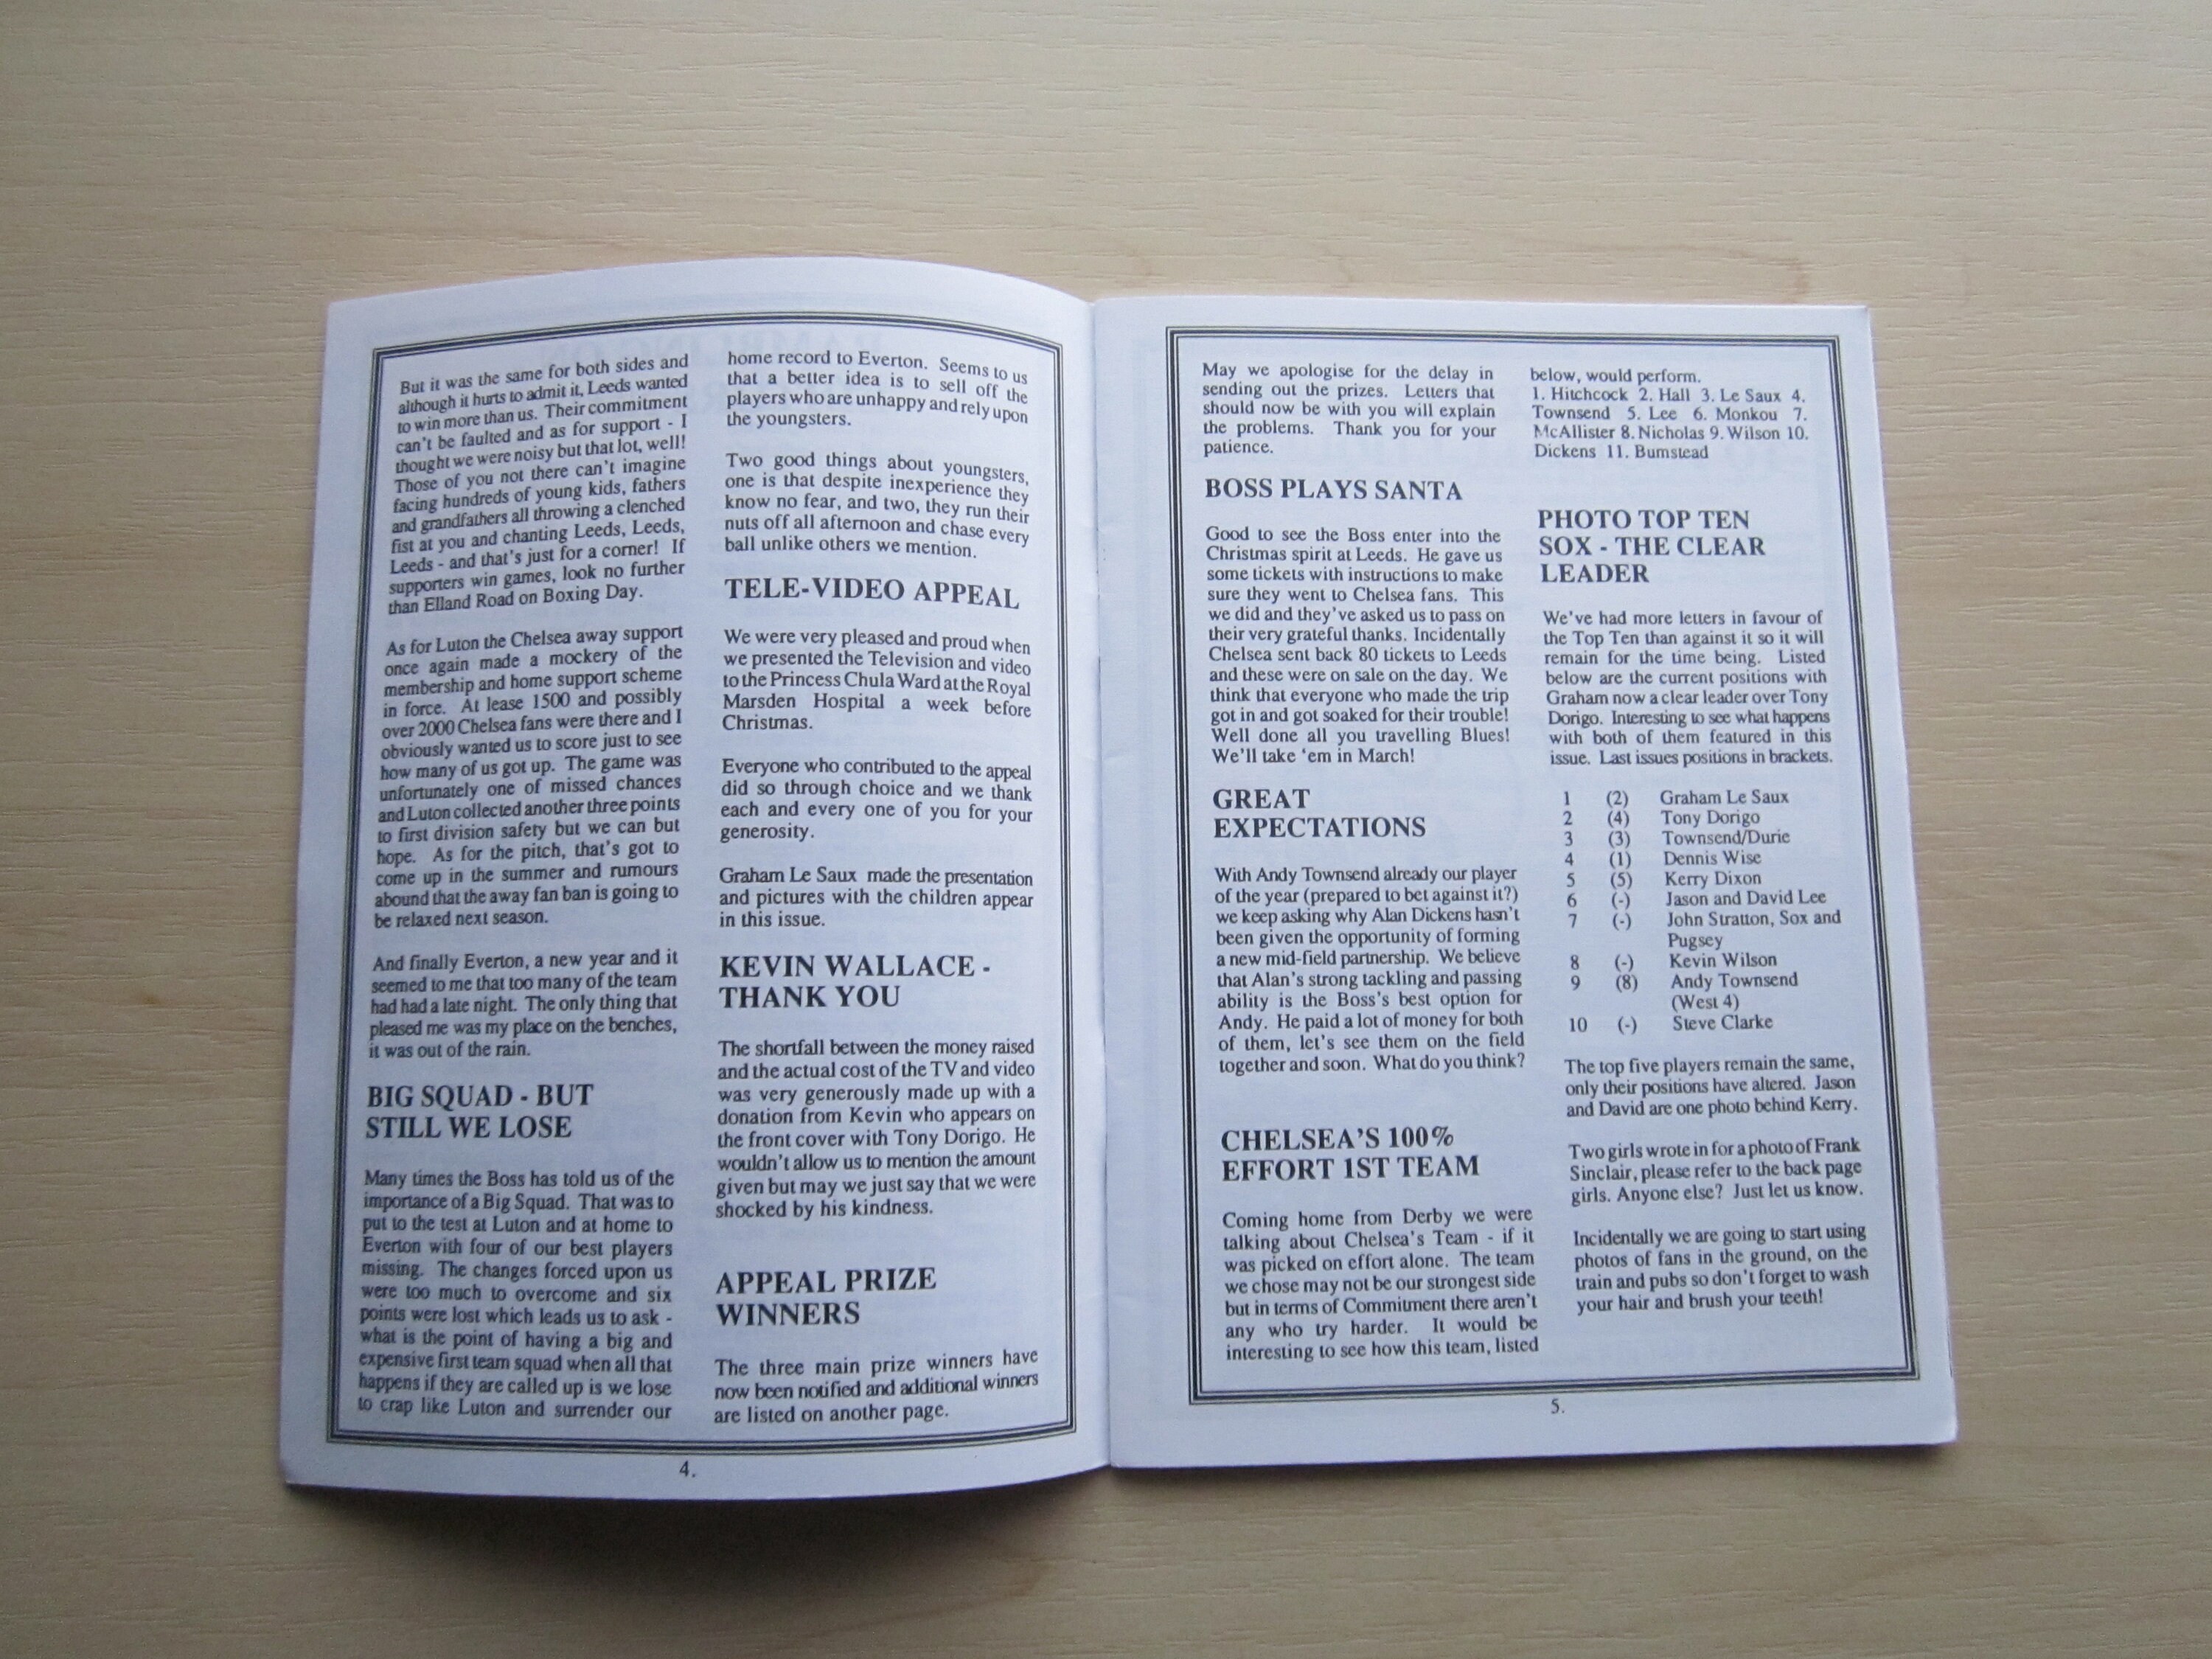 But it was the same for both sides and
although it hurts to admit it, Leeds wanted
to win more than us. Their commitment
can't be faulted and as for support - I
thought we were noisy but that lot, well!
Those of you not there can't imagine
facing hundreds of young kids, fathers
and grandfathers all throwing a clenched
fist at you and chanting Leeds, Leeds,
Leeds - and that's just for a corner! If
supporters win games, look no further
than Elland Road on Boxing Day.
As for Luton the Chelsea away support
once again made a mockery of the
membership and home support scheme
in force. At lease 1500 and possibly
over 2000 Chelsea fans were there and I
obviously wanted us to score just to see
how many of us got up. The game was
unfortunately one of missed chances
and Luton collected another three points
to first division safety but we can but
hope. As for the pitch, that's got to
come up in the summer and rumours
abound that the away fan ban is going to
be relaxed next season.
And finally Everton, a new year and it
seemed to me that too many of the team
had had a late night. The only thing that
pleased me was my place on the benches,
it was out of the rain.
BIG SQUAD - BUT
STILL WE LOSE
Many times the Boss has told us of the
importance of a Big Squad. That was to
put to the test at Luton and at home to
Everton with four of our best players
missing. The changes forced upon us
were too much to overcome and six
points were lost which leads us to ask -
what is the point of having a big and
expensive first team squad when all that
happens if they are called up is we lose
to crap like Luton and surrender our
home record to Everton. Seems to us
that a better idea is to sell off the
players who are unhappy and rely upon
the youngsters.
Two good things about youngsters,
one is that despite inexperience they
know no fear, and two, they run their
nuts off all afternoon and chase every
ball unlike others we mention.
TELE-VIDEO APPEAL
We were very pleased and proud when
we presented the Television and video
to the Princess Chula Ward at the Royal
Marsden Hospital a week before
Christmas.
Everyone who contributed to the appeal
did so through choice and we thank
each and every one of you for your
generosity.
Graham Le Saux made the presentation
and pictures with the children appear
in this issue.
KEVIN WALLACE -
THANK YOU
The shortfall between the money raised
and the actual cost of the TV and video
was very generously made up with a
donation from Kevin who appears on
the front cover with Tony Dorigo. He
wouldn't allow us to mention the amount
given but may we just say that we were
shocked by his kindness.
APPEAL PRIZE
WINNERS
The three main prize winners have
now been notified and additional winners
are listed on another page.
4.
May we apologise for the delay in
sending out the prizes. Letters that
should now be with you will explain
the problems. Thank you for your
patience.
BOSS PLAYS SANTA
Good to see the Boss enter into the
Christmas spirit at Leeds. He gave us
some tickets with instructions to make
sure they went to Chelsea fans. This
we did and they've asked us to pass on
their very grateful thanks. Incidentally
Chelsea sent back 80 tickets to Leeds
and these were on sale on the day. We
think that everyone who made the trip
got in and got soaked for their trouble!
Well done all you travelling Blues!
We'll take 'em in March!
GREAT
EXPECTATIONS
With Andy Townsend already our player
of the year (prepared to bet against it?)
we keep asking why Alan Dickens hasn't
been given the opportunity of forming
a new mid-field partnership. We believe
that Alan's strong tackling and passing
ability is the Boss's best option for
Andy. He paid a lot of money for both
of them, let's see them on the field
together and soon. What do you think?
CHELSEA'S 100%
EFFORT 1ST TEAM
Coming home from Derby we were
talking about Chelsea's Team - if it
was picked on effort alone. The team
we chose may not be our strongest side
but in terms of Commitment there aren't
any who try harder. It would be
interesting to see how this team, listed
below, would perform.
1. Hitchcock 2. Hall 3. Le Saux 4.
Townsend 5. Lee 6. Monkou 7.
McAllister 8. Nicholas 9. Wilson 10.
Dickens 11. Bumstead
PHOTO TOP TEN
SOX - THE CLEAR
LEADER
We've had more letters in favour of
the Top Ten than against it so it will
remain for the time being. Listed
below are the current positions with
Graham now a clear leader over Tony
Dorigo. Interesting to see what happens
with both of them featured in this
issue. Last issues positions in brackets.
1 (2) Graham Le Saux
2 (4) Tony Dorigo
3 (3) Townsend/Durie
4 (1) Dennis Wise
5 (5) Kerry Dixon
6 (-) Jason and David Lee
7 (-) John Stratton, Sox and
Pugsey
8 (-) Kevin Wilson
9 (8) Andy Townsend
(West 4)
10 (-) Steve Clarke
The top five players remain the same,
only their positions have altered. Jason
and David are one photo behind Kerry.
Two girls wrote in for a photo of Frank
Sinclair, please refer to the back page
girls. Anyone else? Just let us know.
Incidentally we are going to start using
photos of fans in the ground, on the
train and pubs so don't forget to wash
your hair and brush your teeth!
5.